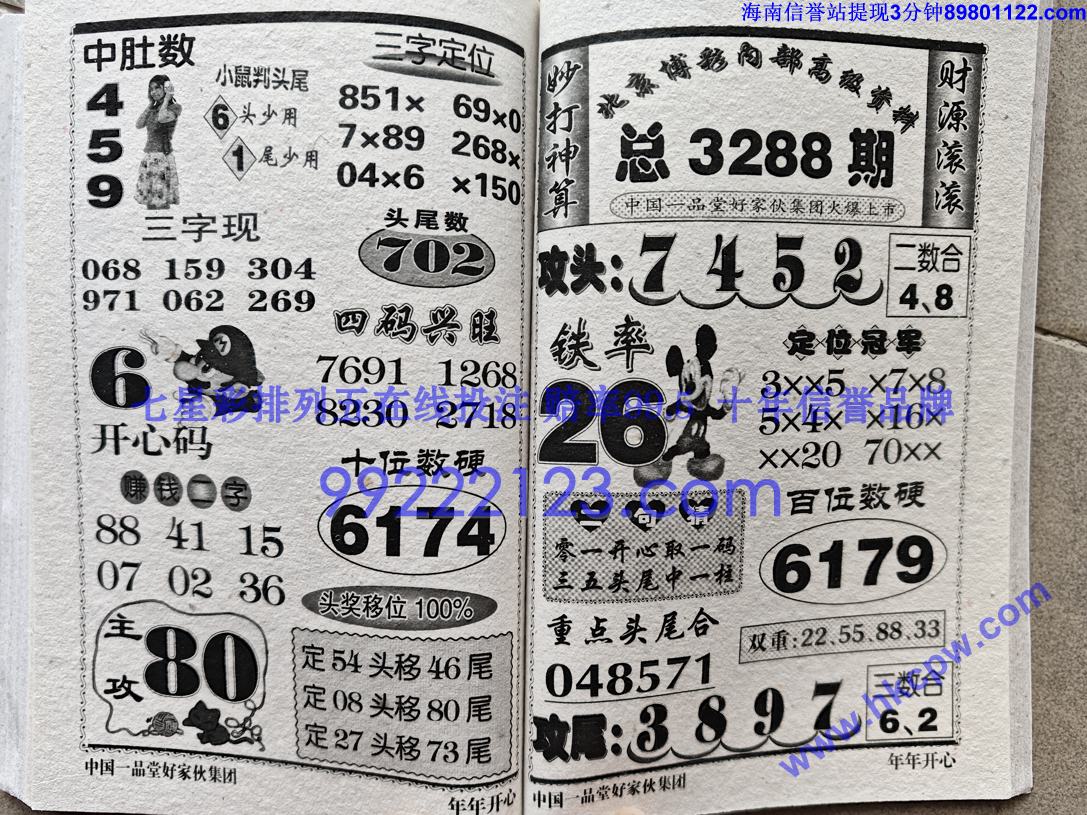 海南信誉站提现3分钟89801122.com
中肚数
4
5
9
小鼠判头尾
6头少用
1尾少用
三字定位
851× 69×0
7×89 268×
04×6 ×150
三字现
068 159 304
971 062 269
头尾数
702
6
开心码
四码兴旺
7691 1268
8230 2718
赚钱二字
88 41 15
07 02 36
十位数硬
6174
头奖移位100%
主攻
80
定54头移46尾
定08头移80尾
定27头移73尾
中国一品堂好家伙集团
年年开心
妙打神算
北京博彩内部高级资料
总3288期
中国一品堂好家伙集团火爆上市
财源滚滚
攻头:7452
二数合
4、8
铁率
26
定位冠军
3××5 ×7×8
5×4× ×16×
××20 70××
二句猜
零一开心取一码
三五头尾中一柱
百位数硬
6179
重点头尾合
048571
双重:22.55.88.33
攻尾:3897
三数合
6、2
中国一品堂好家伙集团
年年开心
七星彩排列五在线投注
十年信誉品牌
99222123.com
www.hkcpw.com